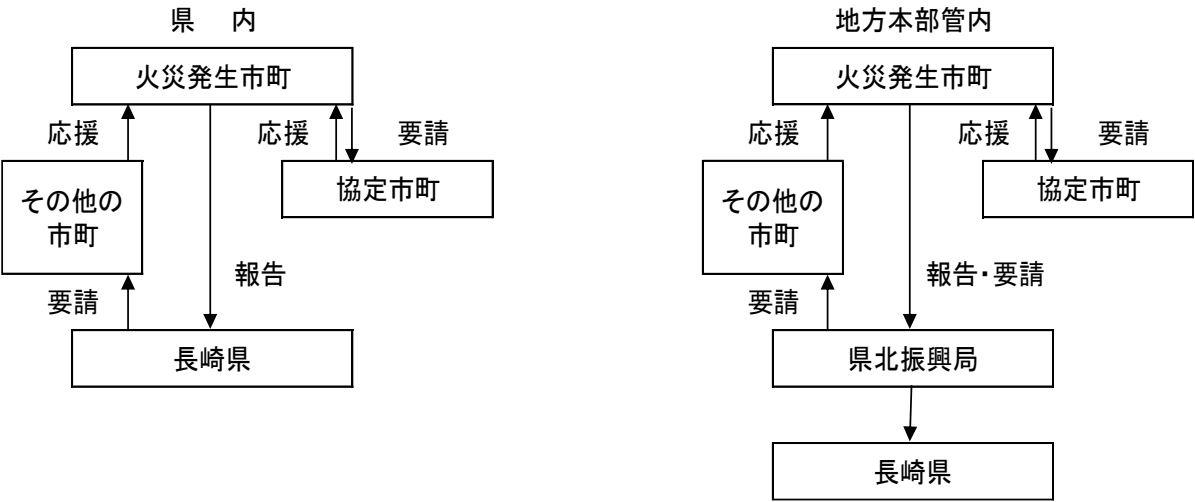 県　内
火災発生市町
応援
応援
要請
その他の
市町
協定市町
報告
要請
長崎県
地方本部管内
火災発生市町
応援
応援
要請
その他の
市町
協定市町
報告・要請
要請
県北振興局
長崎県